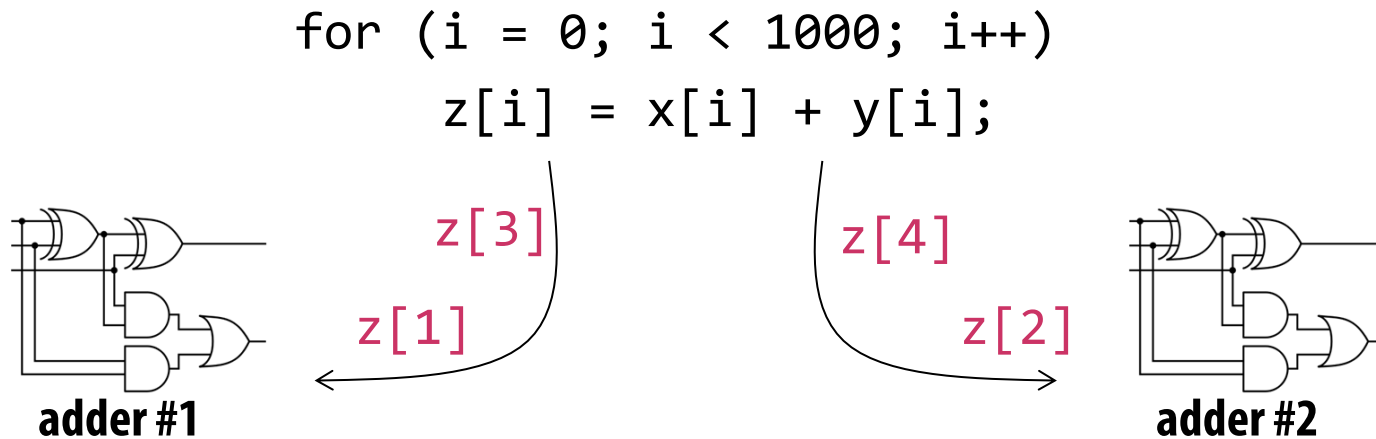 for (i = 0; i < 1000; i++)
z[i] = x[i] + y[i];
z[3]
z[4]
z[1]
z[2]
adder #1
adder #2